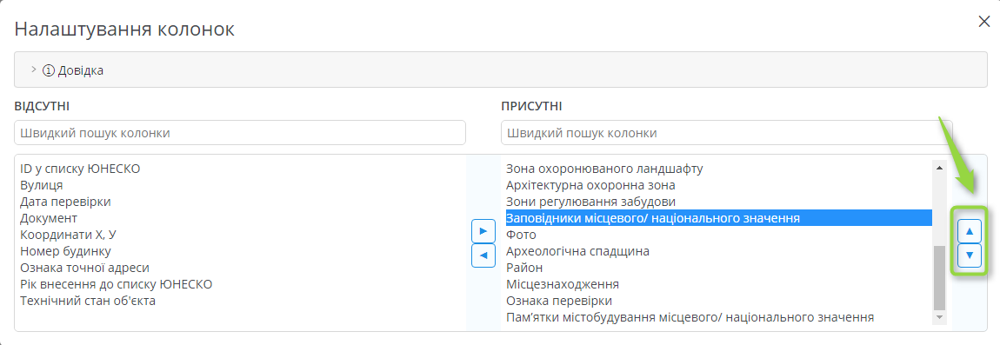 Налаштування колонок
Довідка
ВІДСУТНІ
ПРИСУТНІ
Швидкий пошук колонки
Швидкий пошук колонки
ID у списку ЮНЕСКО
Вулиця
Дата перевірки
Документ
Координати X, У
Номер будинку
Ознака точної адреси
Рік внесення до списку ЮНЕСКО
Технічний стан об'єкта
Зона охоронюваного ландшафту
Архітектурна охоронна зона
Зони регулювання забудови
Заповідники місцевого/ національного значення
Фото
Археологічна спадщина
Район
Місцезнаходження
Ознака перевірки
Пам’ятки містобудування місцевого/ національного значення